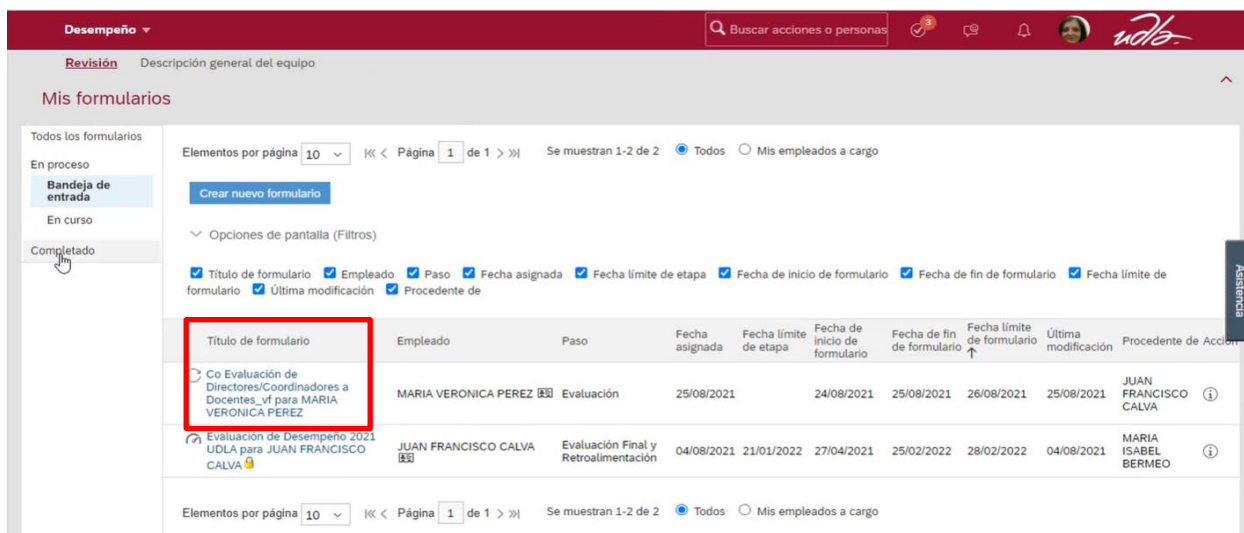 Desempeño
Buscar acciones o personas
3
udla-
Revisión Descripción general del equipo
Mis formularios
Todos los formularios
En proceso
Bandeja de
entrada
En curso
Completado
Elementos por página 10 Página 1 de 1 Se muestran 1-2 de 2 Todos Mis empleados a cargo
Crear nuevo formulario
Opciones de pantalla (Filtros)
Título de formulario Empleado Paso Fecha asignada Fecha límite de etapa Fecha de inicio de formulario Fecha de fin de formulario Fecha límite de
formulario Última modificación Procedente de
Asistencia
Título de formulario Empleado Paso Fecha asignada Fecha límite de etapa Fecha de inicio de formulario Fecha de fin de formulario Fecha límite de formulario Última modificación Procedente de Acción
Co Evaluación de
Directores/Coordinadores a
Docentes_vf para MARIA
VERONICA PEREZ
MARIA VERONICA PEREZ Evaluación 25/08/2021 24/08/2021 25/08/2021 26/08/2021 25/08/2021
JUAN
FRANCISCO
CALVA
Evaluación de Desempeño 2021
UDLA para JUAN FRANCISCO
CALVA
JUAN FRANCISCO CALVA
Evaluación Final y
Retroalimentación
04/08/2021 21/01/2022 27/04/2021 25/02/2022 28/02/2022 04/08/2021
MARIA
ISABEL
BERMEO
Elementos por página 10 Página 1 de 1 Se muestran 1-2 de 2 Todos Mis empleados a cargo